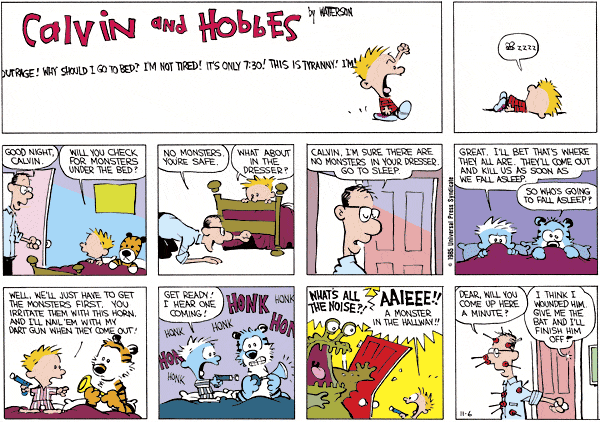 CALVIN AND HOBBES
by WATTERSON
OUTRAGE! WHY SHOULD I GO TO BED? I'M NOT TIRED! IT'S ONLY 7:30! THIS IS TYRANNY! I'M!
ZZZZ
GOOD NIGHT,
CALVIN.
WILL YOU CHECK
FOR MONSTERS
UNDER THE BED?
NO MONSTERS.
YOU'RE SAFE.
WHAT ABOUT
IN THE
DRESSER?
CALVIN, I'M SURE THERE ARE
NO MONSTERS IN YOUR DRESSER.
GO TO SLEEP.
© 1985 Universal Press Syndicate
GREAT. I'LL BET THAT'S WHERE
THEY ALL ARE. THEY'LL COME OUT
AND KILL US AS SOON AS
WE FALL ASLEEP.
SO WHO'S GOING
TO FALL ASLEEP?
WELL, WE'LL JUST HAVE TO GET
THE MONSTERS FIRST. YOU
IRRITATE THEM WITH THIS HORN,
AND I'LL NAIL 'EM WITH MY
DART GUN WHEN THEY COME OUT!
GET READY!
I HEAR ONE
COMING!
HONK
HONK
HONK
HONK
HONK
HONK
HONK
WHAT'S ALL
THE NOISE?!
AAIEEE!!
A MONSTER
IN THE HALLWAY!!
DEAR, WILL YOU
COME UP HERE
A MINUTE?
I THINK I
WOUNDED HIM.
GIVE ME THE
BAT AND I'LL
FINISH HIM
OFF!
11-6